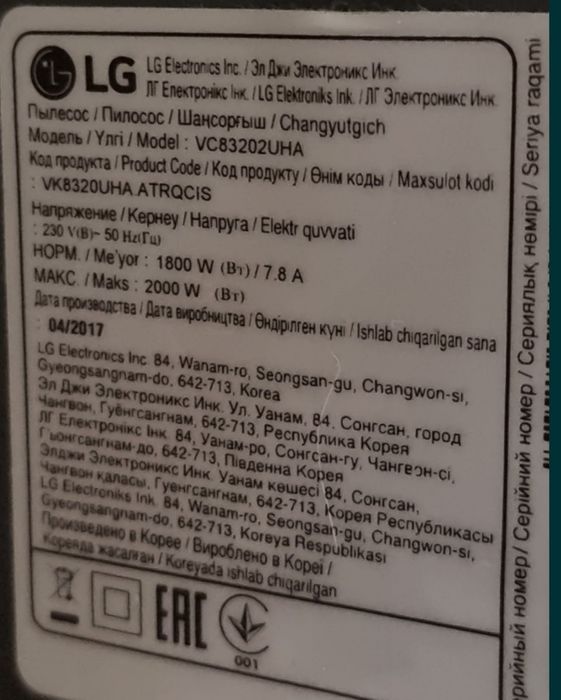 LG
LG Electronics Inc. / Эл Джи Электроникс Инк.
ЛГ Електронікс Інк. / LG Elektroniks Ink. / ЛГ Электроникс Инк.
Пылесос / Пилосос / Шаңсорғыш / Changyutgich
Модель / Үлгі / Model : VC83202UHA
Код продукта / Product Code / Код продукту / Өнім коды / Maxsulot kodi
: VK8320UHA.ATRQCIS
Напряжение / Кернеу / Напруга / Elektr quvvati
: 230 V(В)~ 50 Hz(Гц)
НОРМ. / Me'yor : 1800 W (Вт) / 7.8 A
МАКС. / Maks : 2000 W (Вт)
Дата производства / Дата виробництва / Өндірілген күні / Ishlab chiqarilgan sana
: 04/2017
LG Electronics Inc. 84, Wanam-ro, Seongsan-gu, Changwon-si,
Gyeongsangnam-do, 642-713, Korea
Эл Джи Электроникс Инк. Ул. Уанам, 84, Сонгсан, город
Чангвон, Гуёнгсангнам, 642-713, Республика Корея
ЛГ Електронікс Інк. 84, Уанам-ро, Сонгсан-гу, Чангвон-сі,
Гьонгсангнам-до, 642-713, Південна Корея
Элджи Электроникс Инк. Уанам көшесі 84, Сонгсан,
Чангвон қаласы, Гуенгсангнам, 642-713, Корея Республикасы
LG Elektroniks Ink. 84, Wanam-ro, Seongsan-gu, Changwon-si,
Gyeongsangnam-do, 642-713, Koreya Respublikasi
Произведено в Корее / Вироблено в Кореї /
Кореяда жасалған / Koreyada ishlab chiqarilgan
EAC
001
рийный номер / Серійний номер / Сериялық нөмірі / Seriya raqami